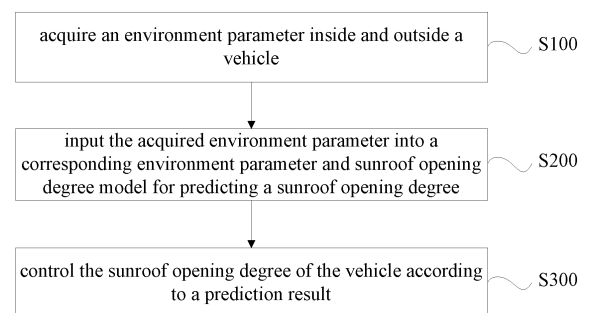 acquire an environment parameter inside and outside a
vehicle
S100
input the acquired environment parameter into a
corresponding environment parameter and sunroof opening
degree model for predicting a sunroof opening degree
S200
control the sunroof opening degree of the vehicle according
to a prediction result
S300